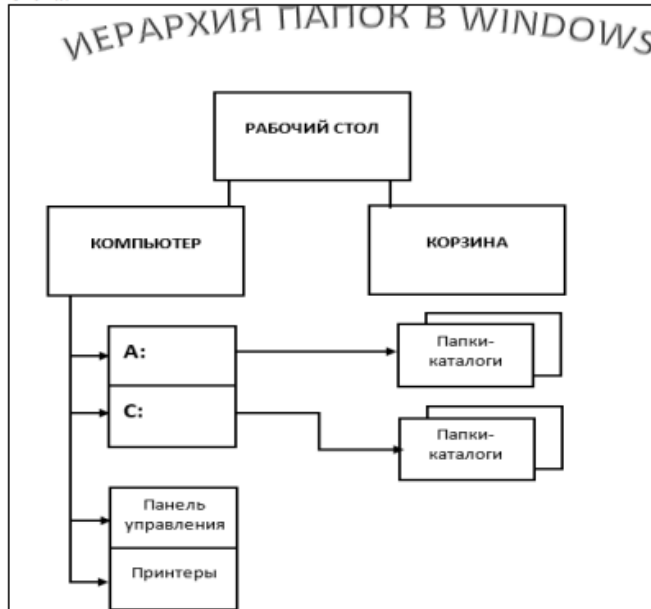 ИЕРАРХИЯ ПАПОК В WINDOWS
РАБОЧИЙ СТОЛ
КОМПЬЮТЕР
КОРЗИНА
A:
Папки-
каталоги
C:
Папки-
каталоги
Панель
управления
Принтеры